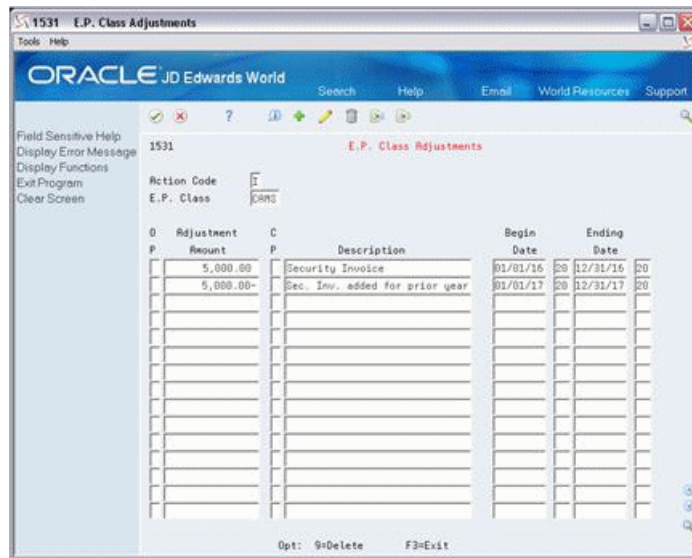 1531 E.P. Class Adjustments
Tools Help
ORACLE JD Edwards World
Search Help Email World Resources Support
Field Sensitive Help
Display Error Message
Display Functions
Exit Program
Clear Screen
1531 E.P. Class Adjustments
Action Code I
E.P. Class CAMS
O Adjustment C Begin Ending
P Amount P Description Date Date
5,000.00 Security Invoice 01/01/16 20 12/31/16 20
5,000.00- Sec. Inv. added for prior year 01/01/17 20 12/31/17 20
Opt: 9=Delete F3=Exit